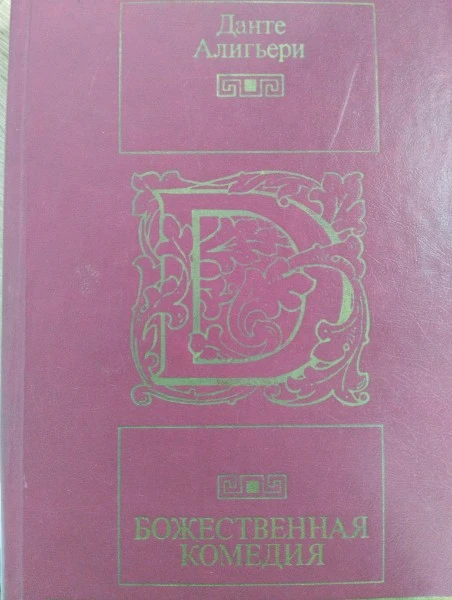 Данте
Алигьери
D
БОЖЕСТВЕННАЯ
КОМЕДИЯ